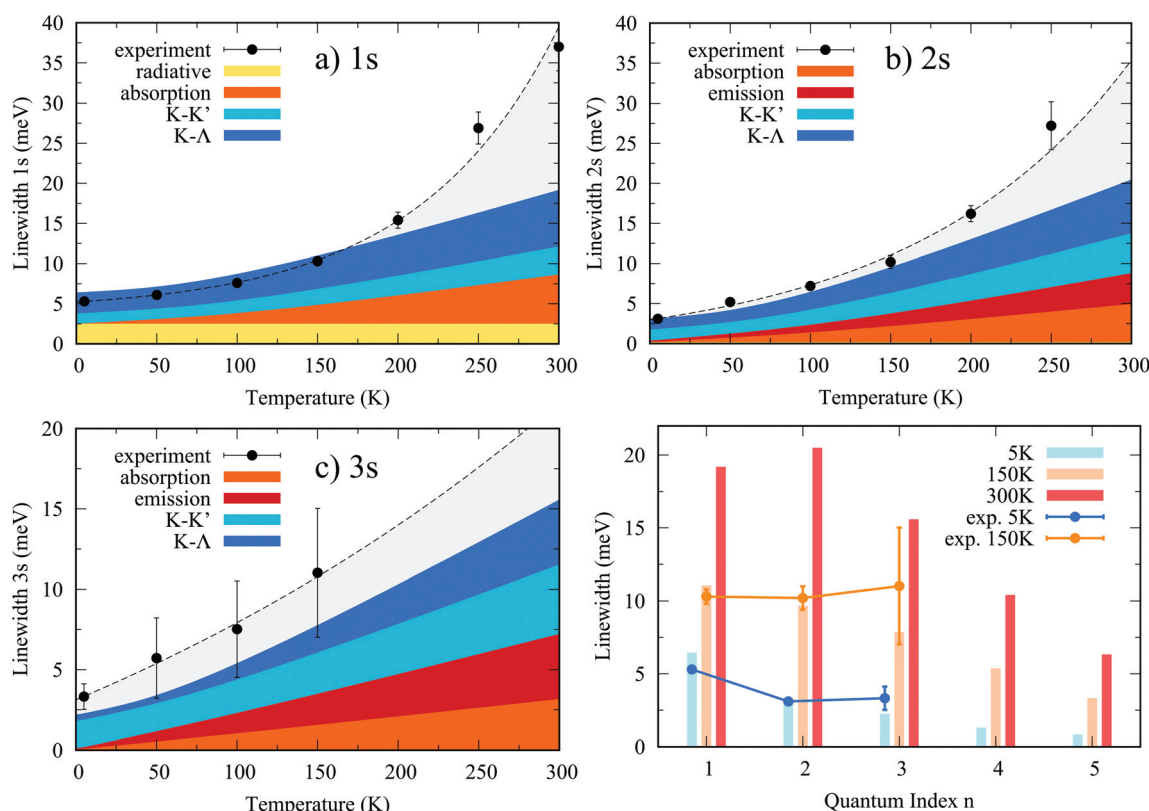 40
35
30
25
20
15
10
5
0
Linewidth 1s (meV)
experiment
radiative
absorption
K-K’
K-Λ
a) 1s
0 50 100 150 200 250 300
Temperature (K)
40
35
30
25
20
15
10
5
0
Linewidth 2s (meV)
experiment
absorption
emission
K-K’
K-Λ
b) 2s
0 50 100 150 200 250 300
Temperature (K)
20
15
10
5
0
Linewidth 3s (meV)
experiment
absorption
emission
K-K’
K-Λ
c) 3s
0 50 100 150 200 250 300
Temperature (K)
20
15
10
5
0
Linewidth (meV)
5K
150K
300K
exp. 5K
exp. 150K
1 2 3 4 5
Quantum Index n